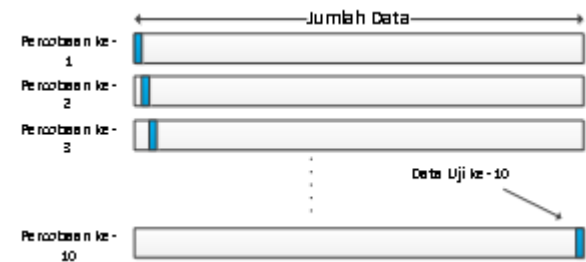 Jumlah Data
Percobaan ke-
1
Percobaan ke-
2
Percobaan ke-
3
Data Uji ke-10
Percobaan ke-
10